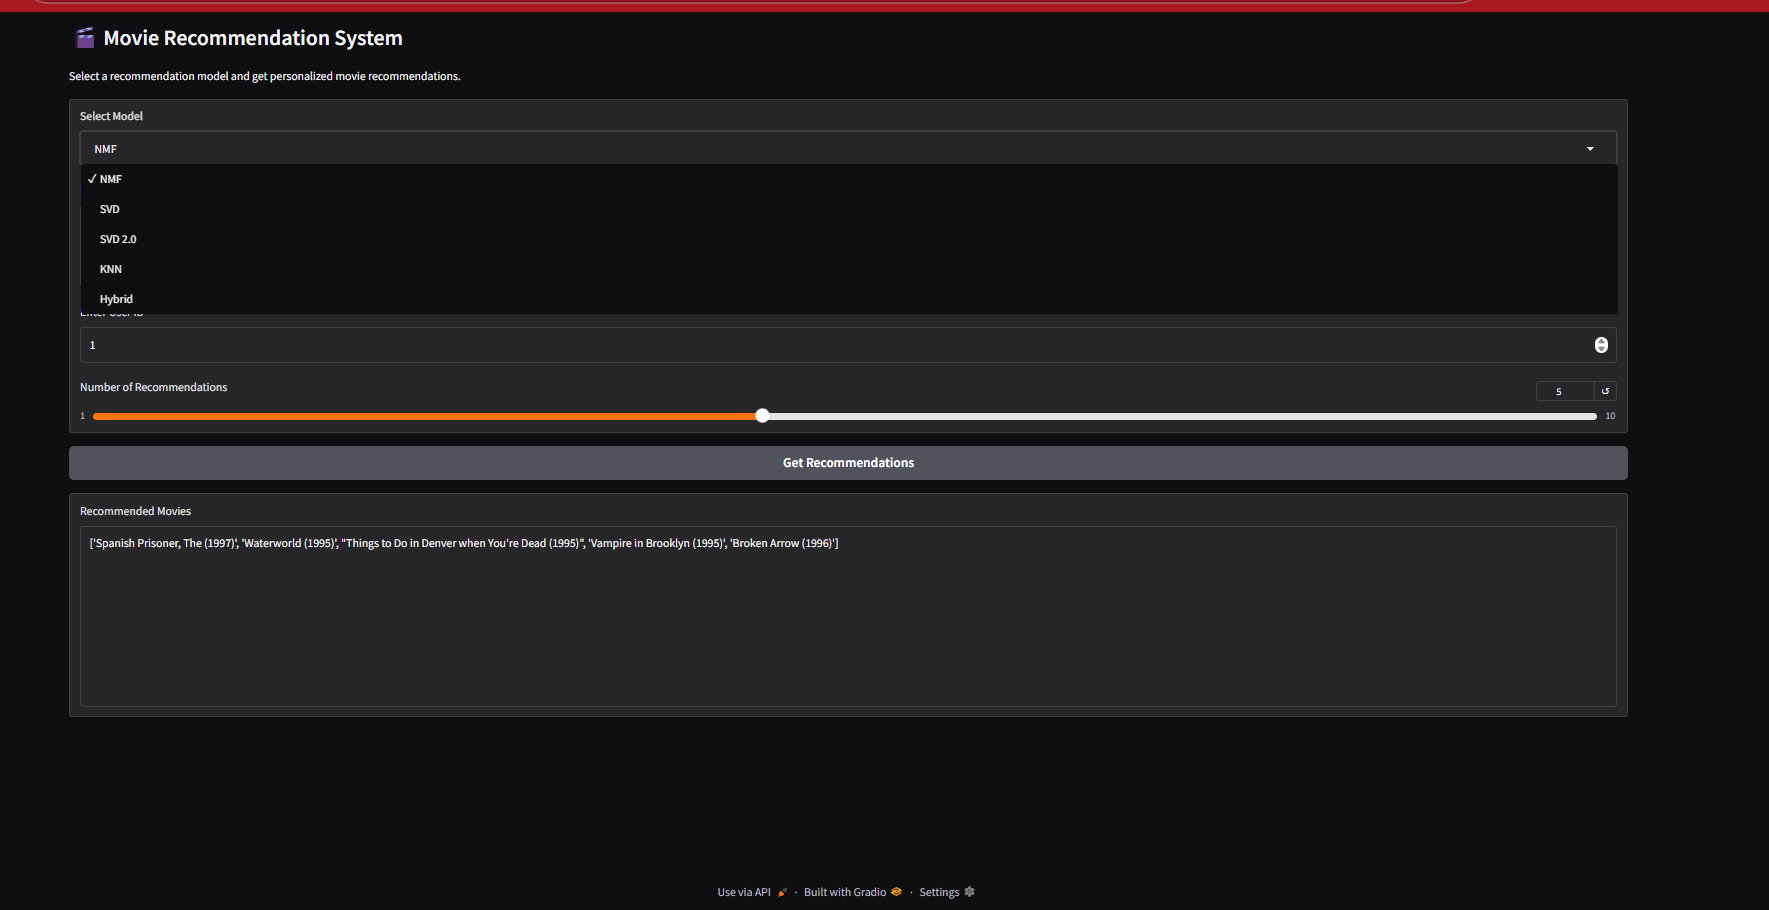 Movie Recommendation System
Select a recommendation model and get personalized movie recommendations.
Select Model
NMF
✓ NMF
SVD
SVD 2.0
KNN
Hybrid
Enter User ID
1
Number of Recommendations
5
1
10
Get Recommendations
Recommended Movies
['Spanish Prisoner, The (1997)', 'Waterworld (1995)', "Things to Do in Denver when You're Dead (1995)", 'Vampire in Brooklyn (1995)', 'Broken Arrow (1996)']
Use via API · Built with Gradio · Settings